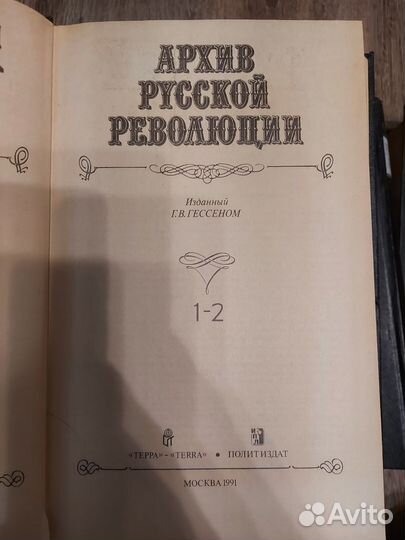 АРХИВ
РУССКОЙ
РЕВОЛЮЦИИ
Изданный
Г. В. ГЕССЕНОМ
1-2
«ТЕРРА» – «TERRA» • ПОЛИТИЗДАТ
МОСКВА 1991
Avito